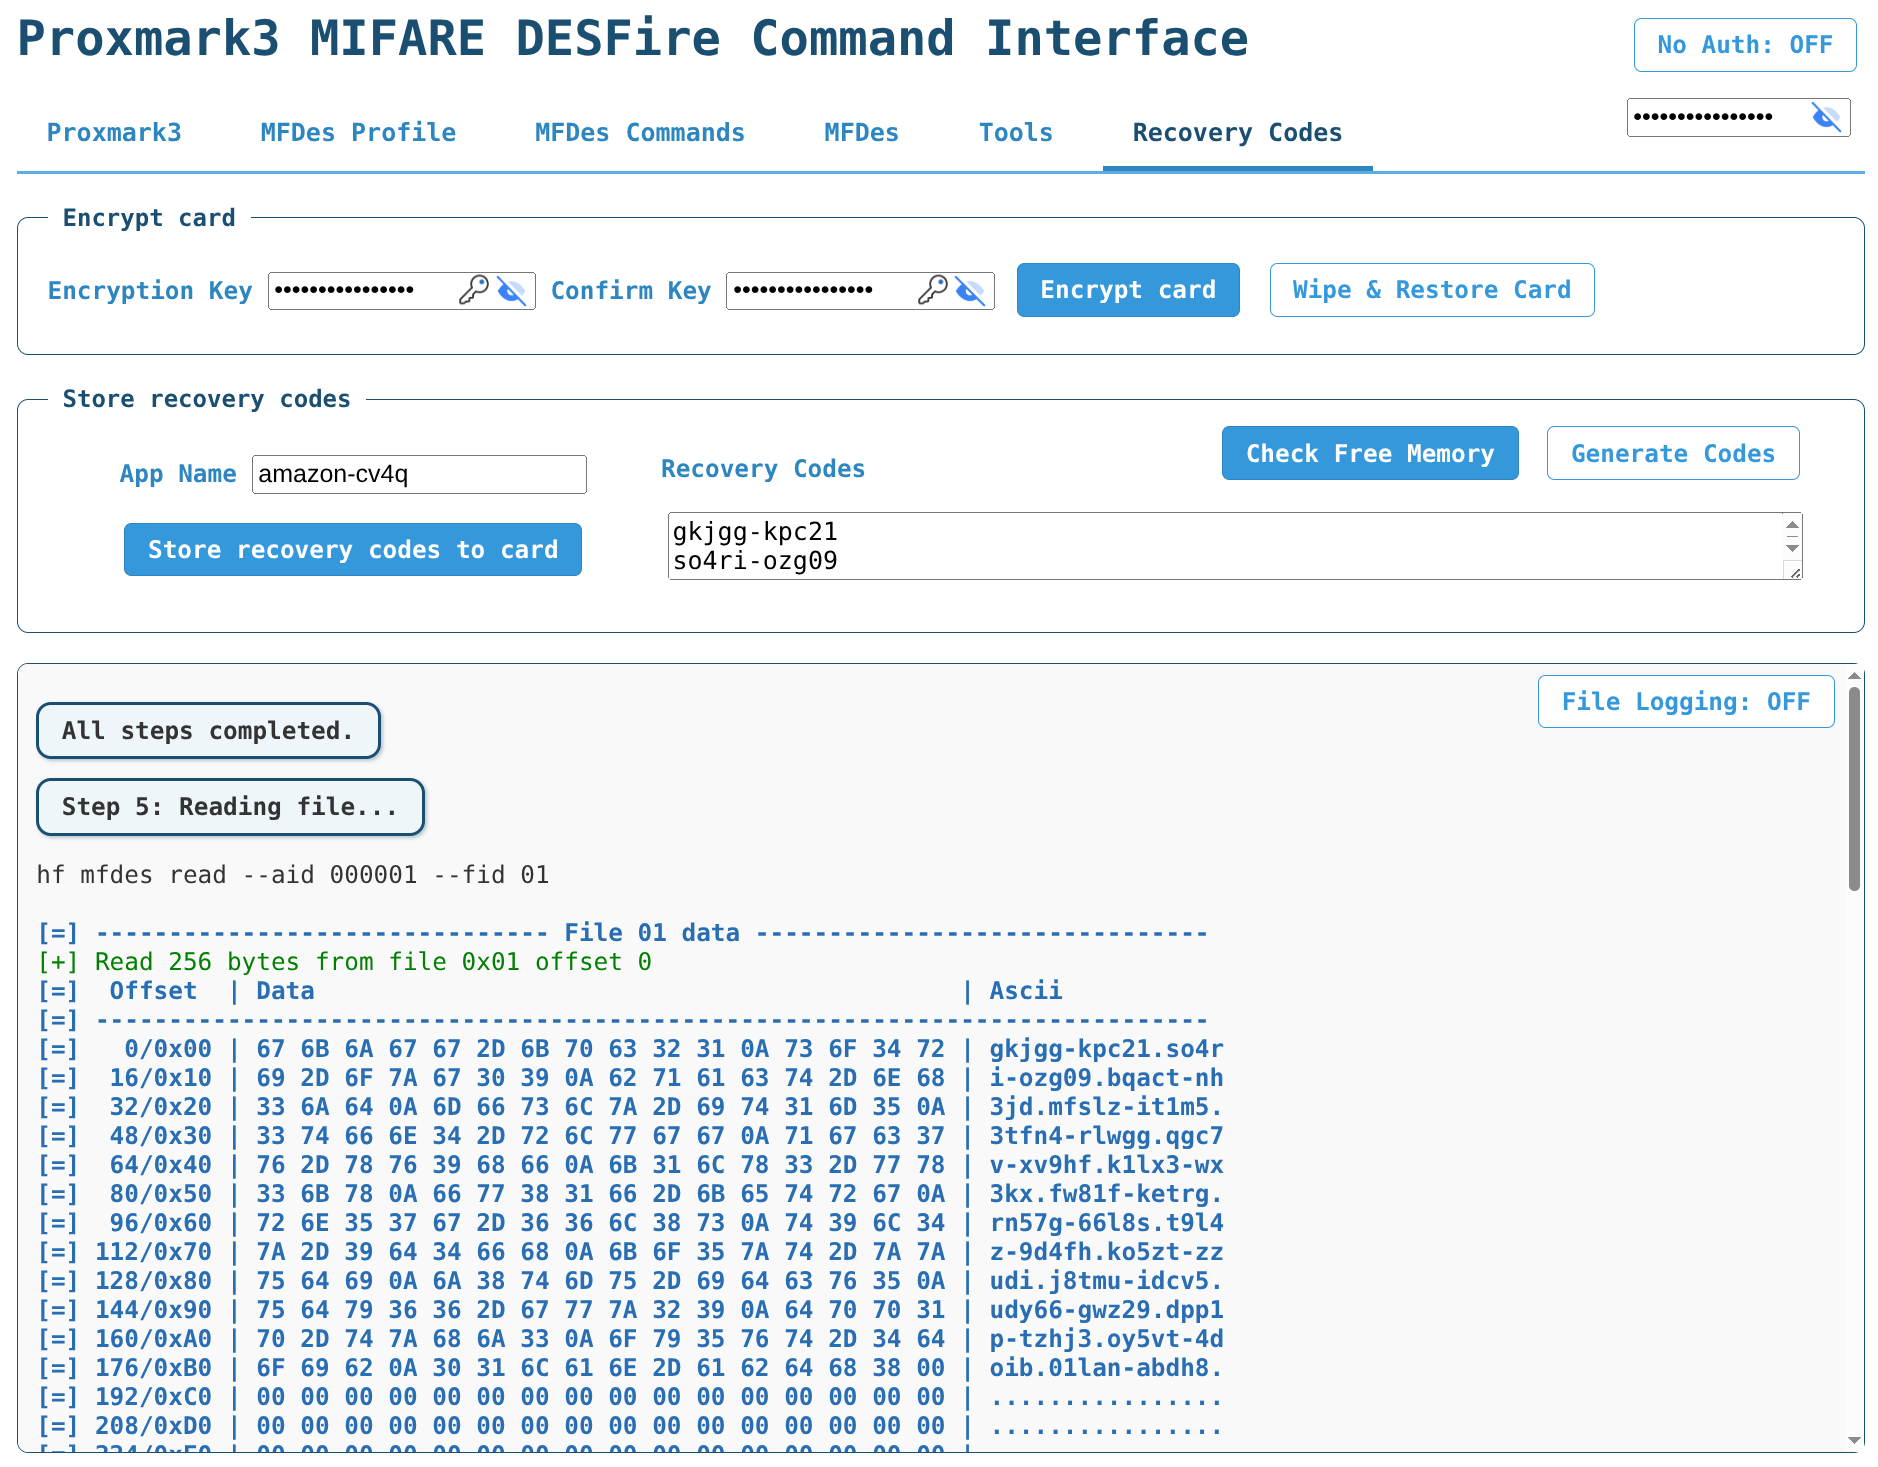 Proxmark3 MIFARE DESFire Command Interface
No Auth: OFF
Proxmark3 MFDes Profile MFDes Commands MFDes Tools Recovery Codes
••••••••••••••••
Encrypt card
Encryption Key •••••••••••••••• Confirm Key •••••••••••••••• Encrypt card Wipe & Restore Card
Store recovery codes
App Name amazon-cv4q
Recovery Codes
Check Free Memory Generate Codes
Store recovery codes to card
gkjgg-kpc21
so4ri-ozg09
File Logging: OFF
All steps completed.
Step 5: Reading file...
hf mfdes read --aid 000001 --fid 01
[=] ------------------------------- File 01 data -------------------------------
[+] Read 256 bytes from file 0x01 offset 0
[=]  Offset  | Data                                            | Ascii
[=] ----------------------------------------------------------------------------
[=]   0/0x00 | 67 6B 6A 67 67 2D 6B 70 63 32 31 0A 73 6F 34 72 | gkjgg-kpc21.so4r
[=]  16/0x10 | 69 2D 6F 7A 67 30 39 0A 62 71 61 63 74 2D 6E 68 | i-ozg09.bqact-nh
[=]  32/0x20 | 33 6A 64 0A 6D 66 73 6C 7A 2D 69 74 31 6D 35 0A | 3jd.mfslz-it1m5.
[=]  48/0x30 | 33 74 66 6E 34 2D 72 6C 77 67 67 0A 71 67 63 37 | 3tfn4-rlwgg.qgc7
[=]  64/0x40 | 76 2D 78 76 39 68 66 0A 6B 31 6C 78 33 2D 77 78 | v-xv9hf.k1lx3-wx
[=]  80/0x50 | 33 6B 78 0A 66 77 38 31 66 2D 6B 65 74 72 67 0A | 3kx.fw81f-ketrg.
[=]  96/0x60 | 72 6E 35 37 67 2D 36 36 6C 38 73 0A 74 39 6C 34 | rn57g-66l8s.t9l4
[=] 112/0x70 | 7A 2D 39 64 34 66 68 0A 6B 6F 35 7A 74 2D 7A 7A | z-9d4fh.ko5zt-zz
[=] 128/0x80 | 75 64 69 0A 6A 38 74 6D 75 2D 69 64 63 76 35 0A | udi.j8tmu-idcv5.
[=] 144/0x90 | 75 64 79 36 36 2D 67 77 7A 32 39 0A 64 70 70 31 | udy66-gwz29.dpp1
[=] 160/0xA0 | 70 2D 74 7A 68 6A 33 0A 6F 79 35 76 74 2D 34 64 | p-tzhj3.oy5vt-4d
[=] 176/0xB0 | 6F 69 62 0A 30 31 6C 61 6E 2D 61 62 64 68 38 00 | oib.01lan-abdh8.
[=] 192/0xC0 | 00 00 00 00 00 00 00 00 00 00 00 00 00 00 00 00 | ................
[=] 208/0xD0 | 00 00 00 00 00 00 00 00 00 00 00 00 00 00 00 00 | ................